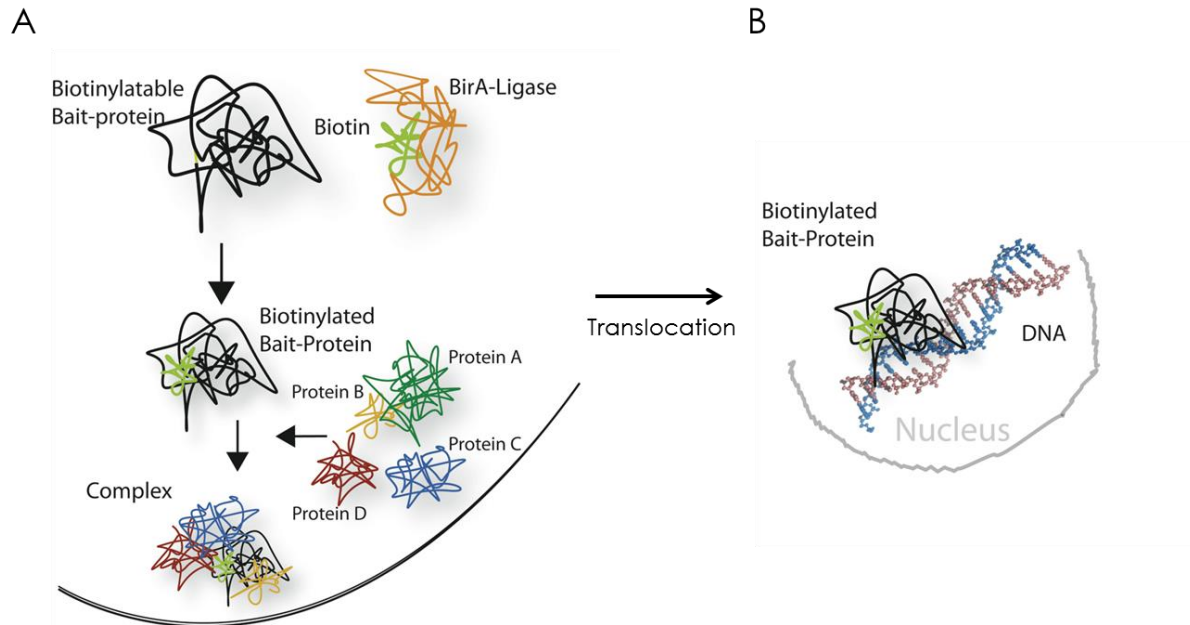 A
Biotinylatable
Bait-protein
Biotin
BirA-Ligase
Biotinylated
Bait-Protein
Protein A
Protein B
Protein C
Protein D
Complex
Translocation
B
Biotinylated
Bait-Protein
DNA
Nucleus